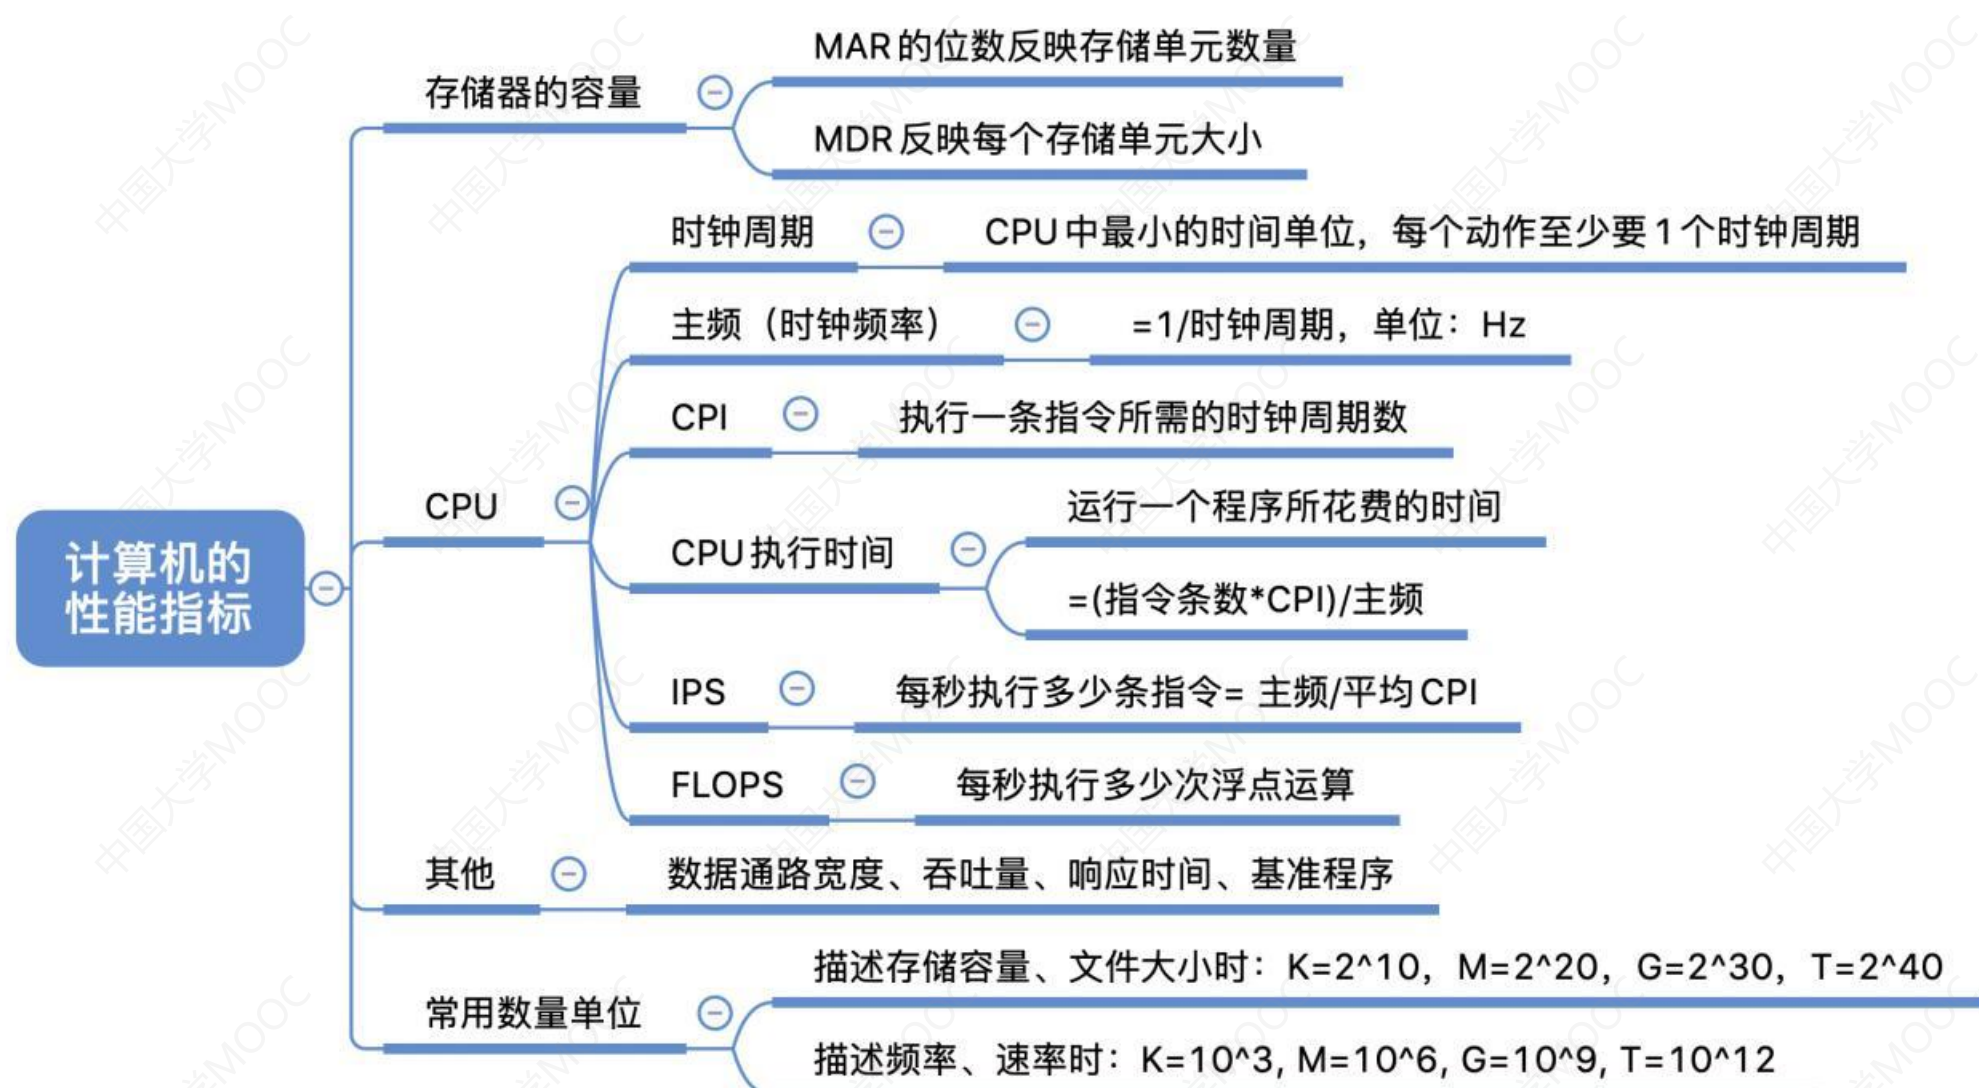 计算机的
性能指标
存储器的容量
MAR的位数反映存储单元数量
MDR反映每个存储单元大小
CPU
时钟周期
CPU中最小的时间单位，每个动作至少要1个时钟周期
主频（时钟频率）
=1/时钟周期，单位：Hz
CPI
执行一条指令所需的时钟周期数
CPU执行时间
运行一个程序所花费的时间
=(指令条数*CPI)/主频
IPS
每秒执行多少条指令= 主频/平均CPI
FLOPS
每秒执行多少次浮点运算
其他
数据通路宽度、吞吐量、响应时间、基准程序
常用数量单位
描述存储容量、文件大小时：K=2^10，M=2^20，G=2^30，T=2^40
描述频率、速率时：K=10^3, M=10^6, G=10^9, T=10^12
中国大学MOOC